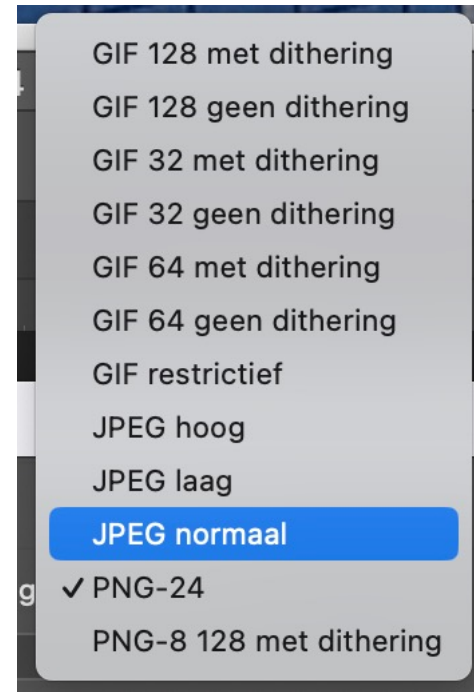 GIF 128 met dithering
GIF 128 geen dithering
GIF 32 met dithering
GIF 32 geen dithering
GIF 64 met dithering
GIF 64 geen dithering
GIF restrictief
JPEG hoog
JPEG laag
JPEG normaal
✓ PNG-24
PNG-8 128 met dithering